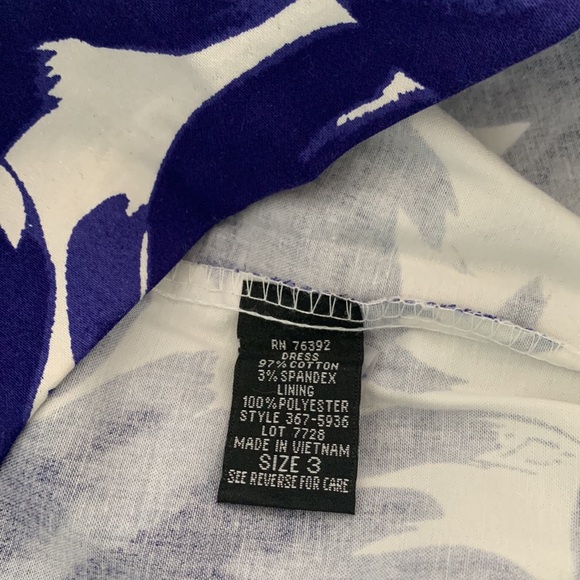 RN 76392
DRESS
97% COTTON
3% SPANDEX
LINING
100% POLYESTER
STYLE 367-5936
LOT 7728
MADE IN VIETNAM
SIZE 3
SEE REVERSE FOR CARE